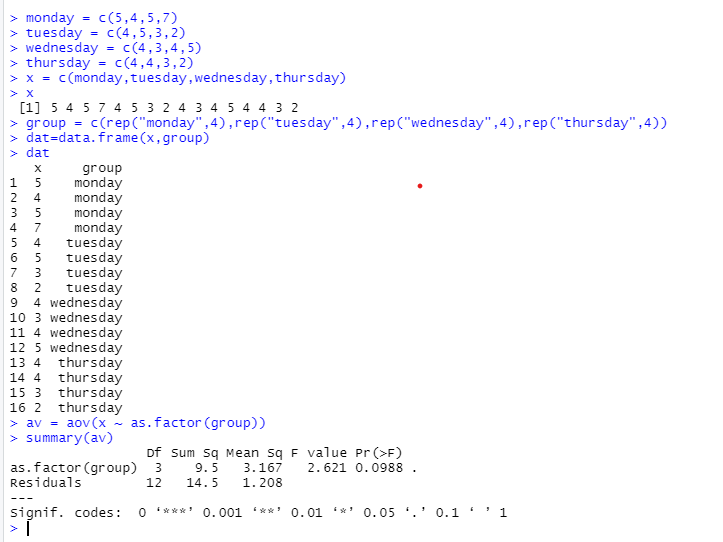 > monday = c(5,4,5,7)
> tuesday = c(4,5,3,2)
> wednesday = c(4,3,4,5)
> thursday = c(4,4,3,2)
> x = c(monday,tuesday,wednesday,thursday)
> x
 [1] 5 4 5 7 4 5 3 2 4 3 4 5 4 4 3 2
> group = c(rep("monday",4),rep("tuesday",4),rep("wednesday",4),rep("thursday",4))
> dat=data.frame(x,group)
> dat
   x     group
1  5    monday
2  4    monday
3  5    monday
4  7    monday
5  4   tuesday
6  5   tuesday
7  3   tuesday
8  2   tuesday
9  4 wednesday
10 3 wednesday
11 4 wednesday
12 5 wednesday
13 4  thursday
14 4  thursday
15 3  thursday
16 2  thursday
> av = aov(x ~ as.factor(group))
> summary(av)
                 Df Sum Sq Mean Sq F value Pr(>F)
as.factor(group)  3    9.5   3.167   2.621 0.0988 .
Residuals        12   14.5   1.208
---
Signif. codes:  0 ‘***’ 0.001 ‘**’ 0.01 ‘*’ 0.05 ‘.’ 0.1 ‘ ’ 1
>